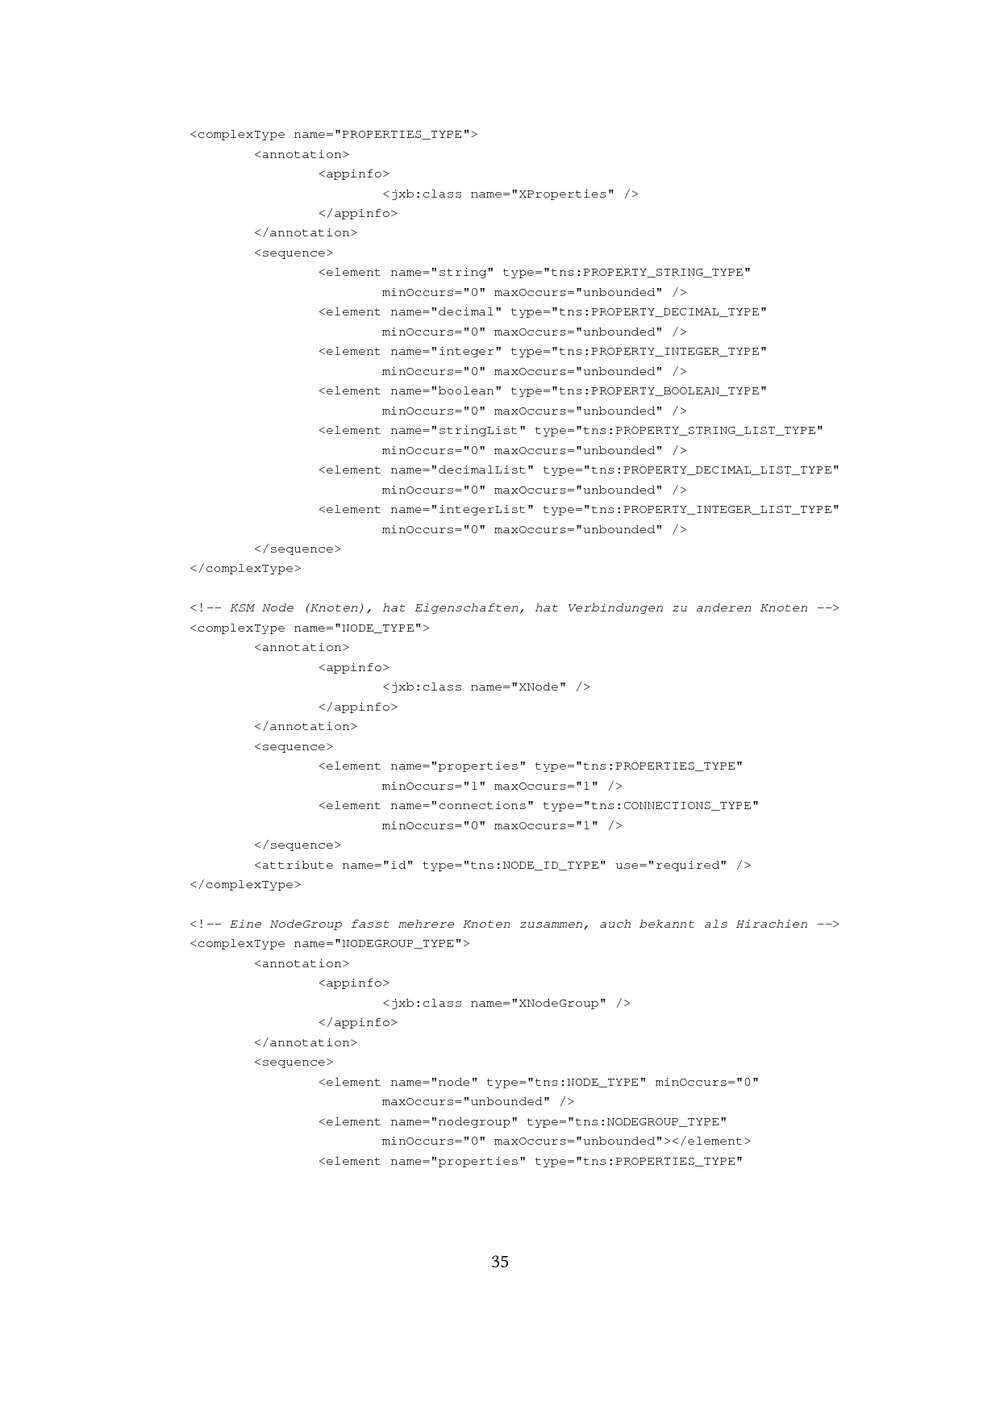 <complexType name="PROPERTIES_TYPE">
<annotation>
<appinfo>
<jxb:class name="XProperties" />
</appinfo>
</annotation>
<sequence>
<element name="string" type="tns:PROPERTY_STRING_TYPE"
minOccurs="0" maxOccurs="unbounded" />
<element name="decimal" type="tns:PROPERTY_DECIMAL_TYPE"
minOccurs="0" maxOccurs="unbounded" />
<element name="integer" type="tns:PROPERTY_INTEGER_TYPE"
minOccurs="0" maxOccurs="unbounded" />
<element name="boolean" type="tns:PROPERTY_BOOLEAN_TYPE"
minOccurs="0" maxOccurs="unbounded" />
<element name="stringList" type="tns:PROPERTY_STRING_LIST_TYPE"
minOccurs="0" maxOccurs="unbounded" />
<element name="decimalList" type="tns:PROPERTY_DECIMAL_LIST_TYPE"
minOccurs="0" maxOccurs="unbounded" />
<element name="integerList" type="tns:PROPERTY_INTEGER_LIST_TYPE"
minOccurs="0" maxOccurs="unbounded" />
</sequence>
</complexType>
<!-- KSM Node (Knoten), hat Eigenschaften, hat Verbindungen zu anderen Knoten -->
<complexType name="NODE_TYPE">
<annotation>
<appinfo>
<jxb:class name="XNode" />
</appinfo>
</annotation>
<sequence>
<element name="properties" type="tns:PROPERTIES_TYPE"
minOccurs="1" maxOccurs="1" />
<element name="connections" type="tns:CONNECTIONS_TYPE"
minOccurs="0" maxOccurs="1" />
</sequence>
<attribute name="id" type="tns:NODE_ID_TYPE" use="required" />
</complexType>
<!-- Eine NodeGroup fasst mehrere Knoten zusammen, auch bekannt als Hirachien -->
<complexType name="NODEGROUP_TYPE">
<annotation>
<appinfo>
<jxb:class name="XNodeGroup" />
</appinfo>
</annotation>
<sequence>
<element name="node" type="tns:NODE_TYPE" minOccurs="0"
maxOccurs="unbounded" />
<element name="nodegroup" type="tns:NODEGROUP_TYPE"
minOccurs="0" maxOccurs="unbounded"></element>
<element name="properties" type="tns:PROPERTIES_TYPE"
35